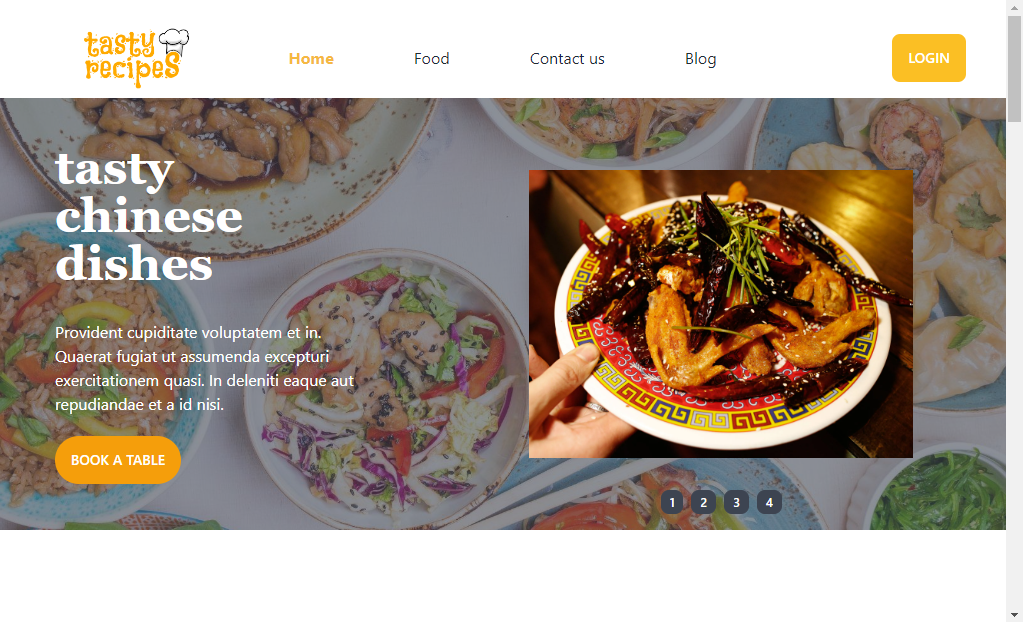 tasty
recipes
Home
Food
Contact us
Blog
LOGIN
tasty
chinese
dishes
Provident cupiditate voluptatem et in.
Quaerat fugiat ut assumenda excepturi
exercitationem quasi. In deleniti eaque aut
repudiandae et a id nisi.
BOOK A TABLE
1
2
3
4